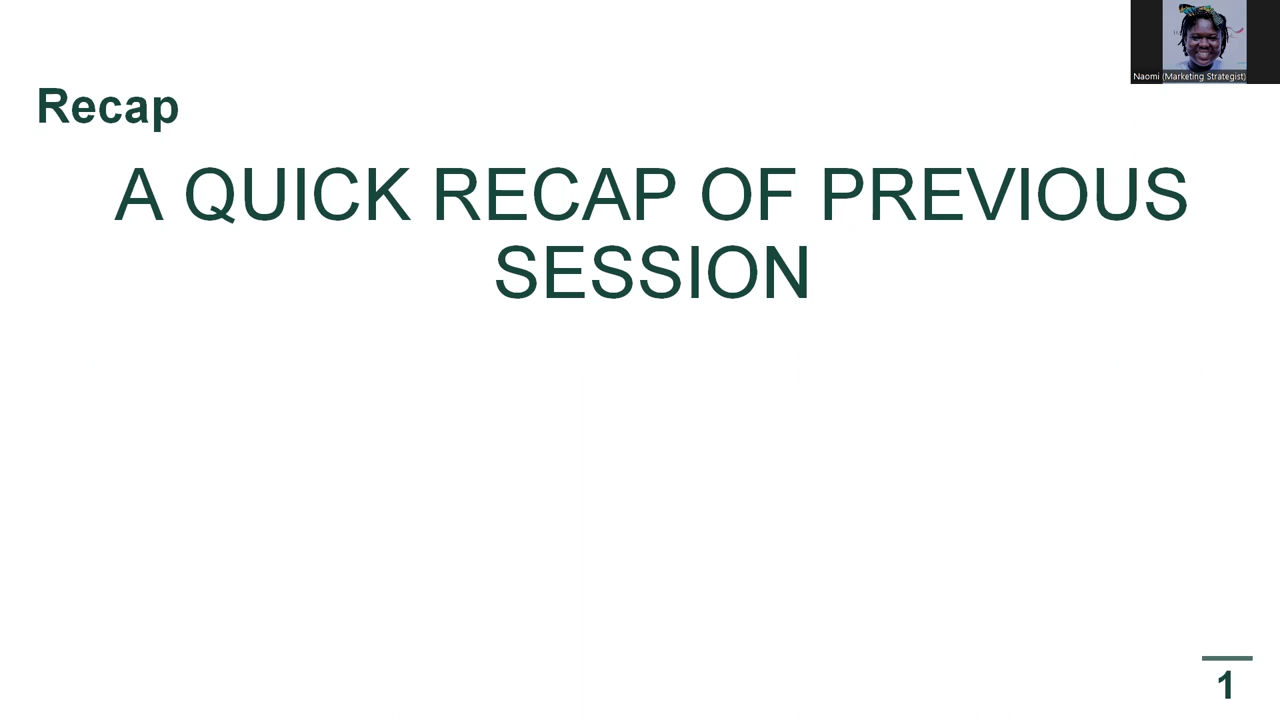 Naomi (Marketing Strategist)
Recap
A QUICK RECAP OF PREVIOUS
SESSION
1